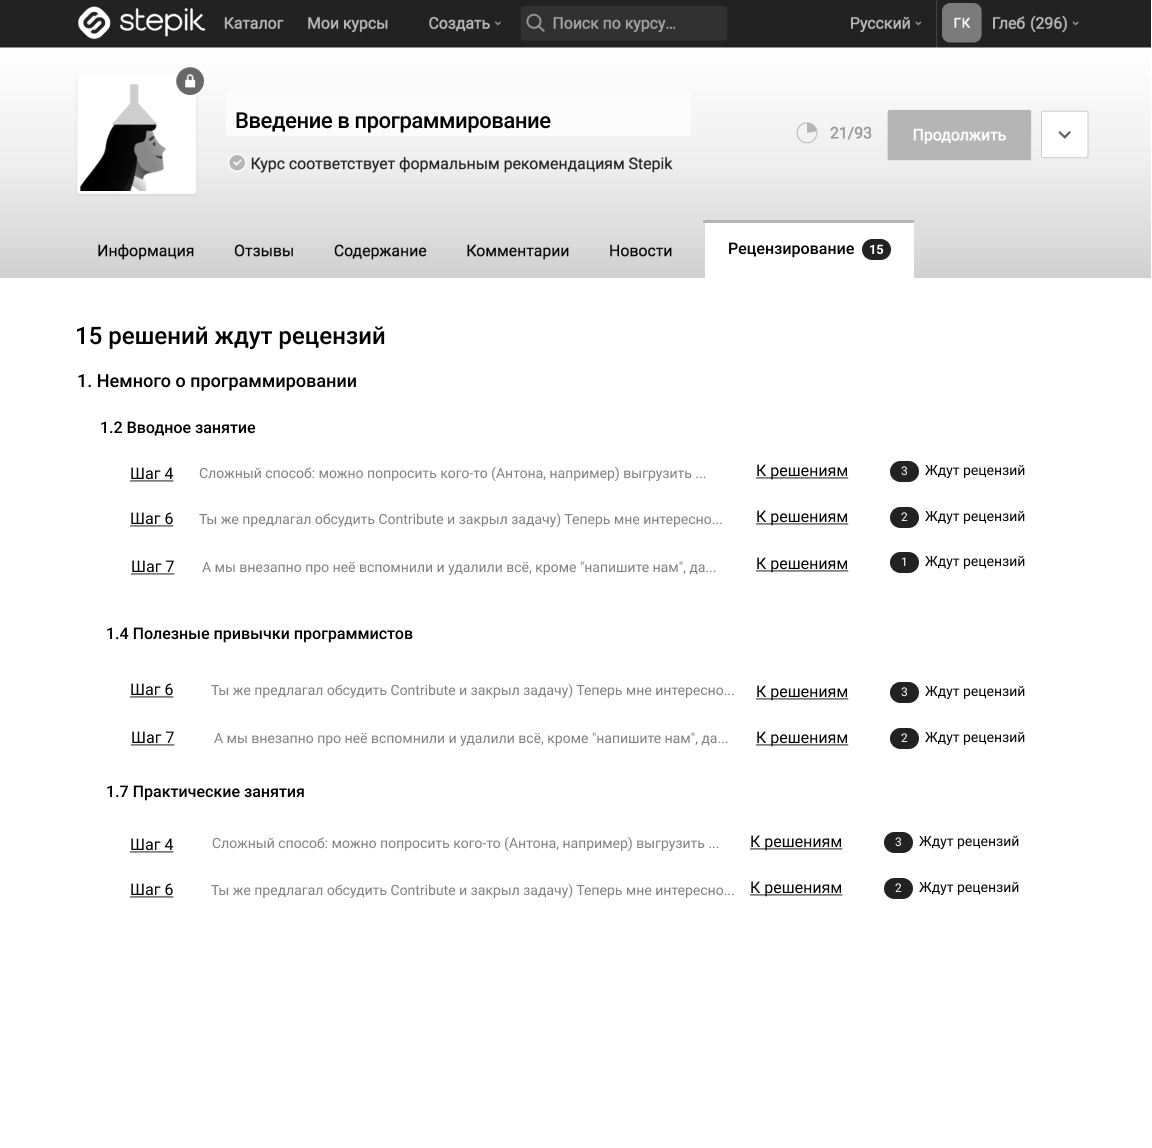 stepik Каталог Мои курсы Создать Поиск по курсу... Русский ГК Глеб (296)
Введение в программирование
21/93 Продолжить
Курс соответствует формальным рекомендациям Stepik
Информация Отзывы Содержание Комментарии Новости Рецензирование 15
15 решений ждут рецензий
1. Немного о программировании
1.2 Вводное занятие
Шаг 4 Сложный способ: можно попросить кого-то (Антона, например) выгрузить ... К решениям 3 Ждут рецензий
Шаг 6 Ты же предлагал обсудить Contribute и закрыл задачу) Теперь мне интересно... К решениям 2 Ждут рецензий
Шаг 7 А мы внезапно про неё вспомнили и удалили всё, кроме "напишите нам", да... К решениям 1 Ждут рецензий
1.4 Полезные привычки программистов
Шаг 6 Ты же предлагал обсудить Contribute и закрыл задачу) Теперь мне интересно... К решениям 3 Ждут рецензий
Шаг 7 А мы внезапно про неё вспомнили и удалили всё, кроме "напишите нам", да... К решениям 2 Ждут рецензий
1.7 Практические занятия
Шаг 4 Сложный способ: можно попросить кого-то (Антона, например) выгрузить ... К решениям 3 Ждут рецензий
Шаг 6 Ты же предлагал обсудить Contribute и закрыл задачу) Теперь мне интересно... К решениям 2 Ждут рецензий